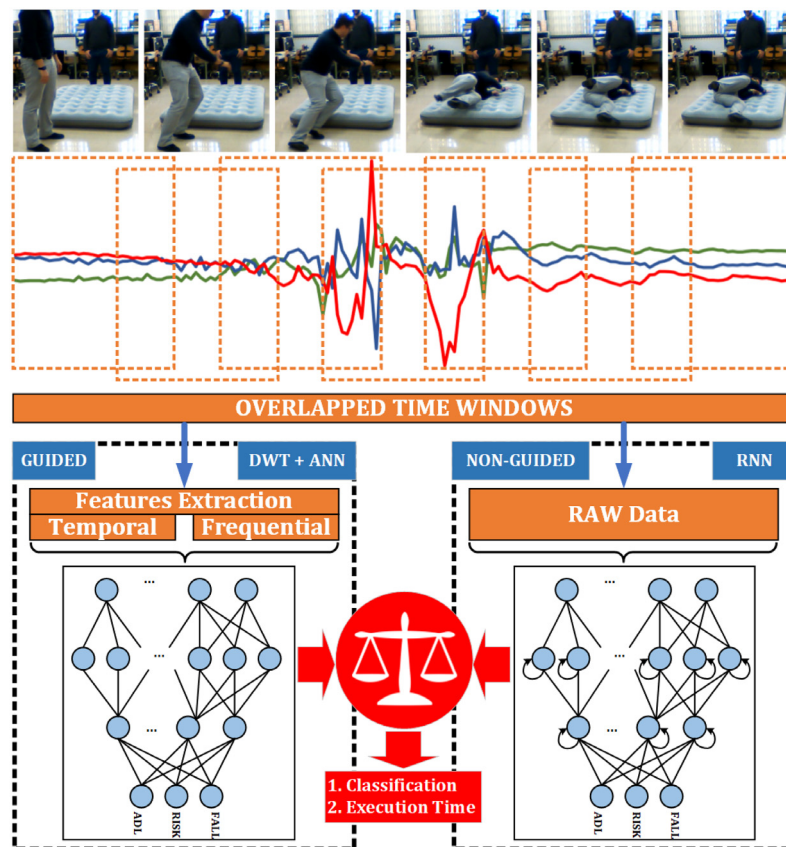 OVERLAPPED TIME WINDOWS
GUIDED
DWT + ANN
NON-GUIDED
RNN
Features Extraction
Temporal
Frequential
RAW Data
...
...
...
...
...
...
1. Classification
2. Execution Time
ADL
RISK
FALL
ADL
RISK
FALL